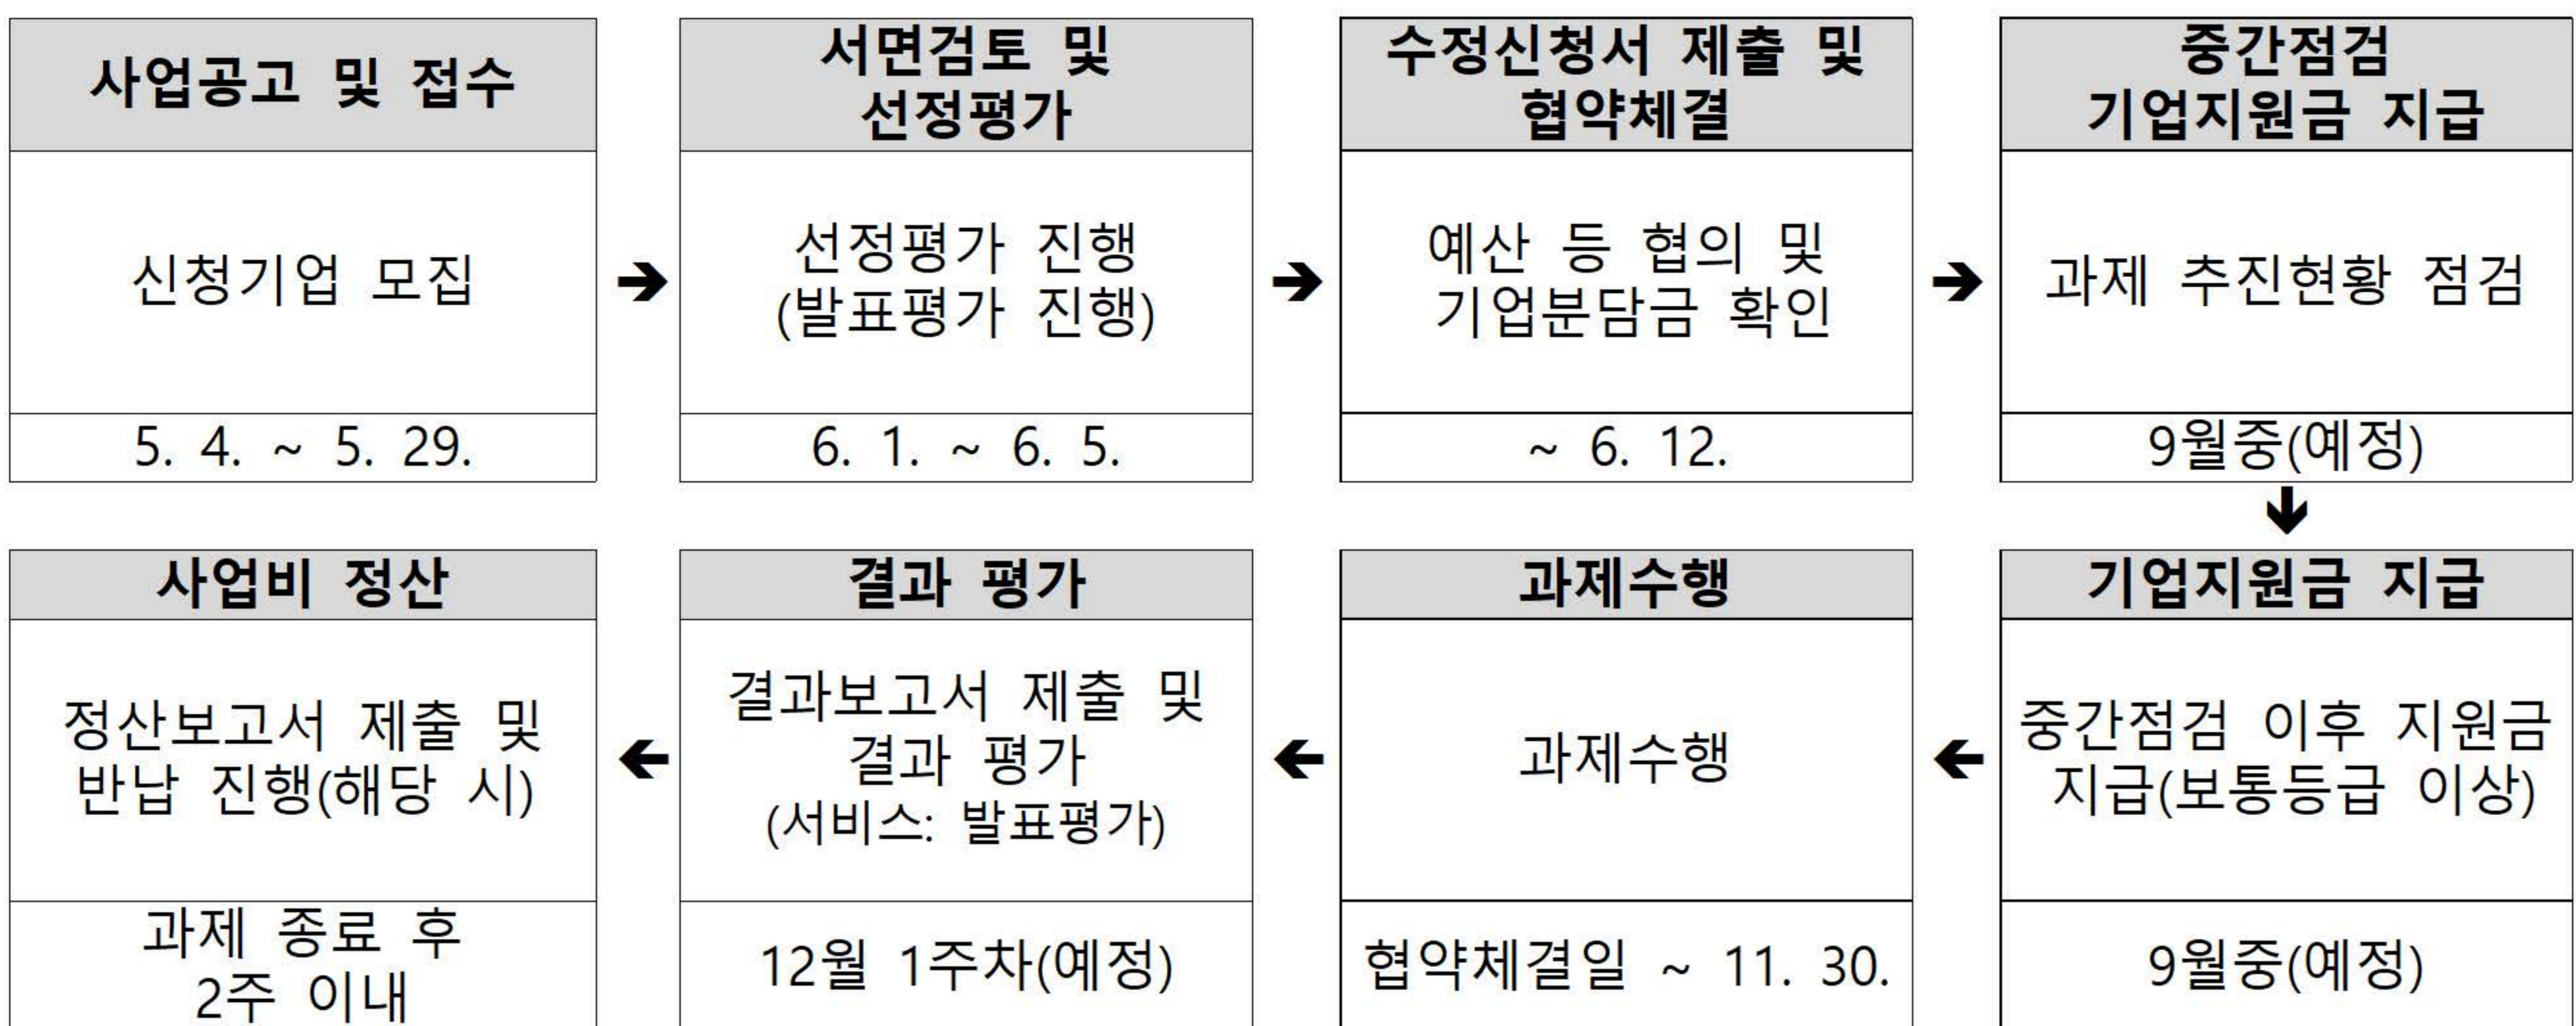 사업공고 및 접수
신청기업 모집
5. 4. ~ 5. 29.
➔
서면검토 및
선정평가
선정평가 진행
(발표평가 진행)
6. 1. ~ 6. 5.
➔
수정신청서 제출 및
협약체결
예산 등 협의 및
기업분담금 확인
~ 6. 12.
➔
중간점검
기업지원금 지급
과제 추진현황 점검
9월중(예정)
🡳
기업지원금 지급
중간점검 이후 지원금
지급(보통등급 이상)
9월중(예정)
🡰
과제수행
과제수행
협약체결일 ~ 11. 30.
🡰
결과 평가
결과보고서 제출 및
결과 평가
(서비스: 발표평가)
12월 1주차(예정)
🡰
사업비 정산
정산보고서 제출 및
반납 진행(해당 시)
과제 종료 후
2주 이내